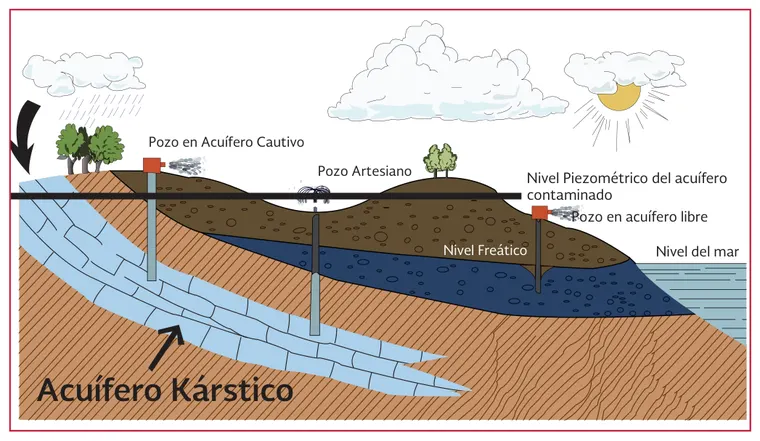 Pozo en Acuífero Cautivo
Pozo Artesiano
Nivel Piezométrico del acuífero
contaminado
Pozo en acuífero libre
Nivel Freático
Nivel del mar
Acuífero Kárstico